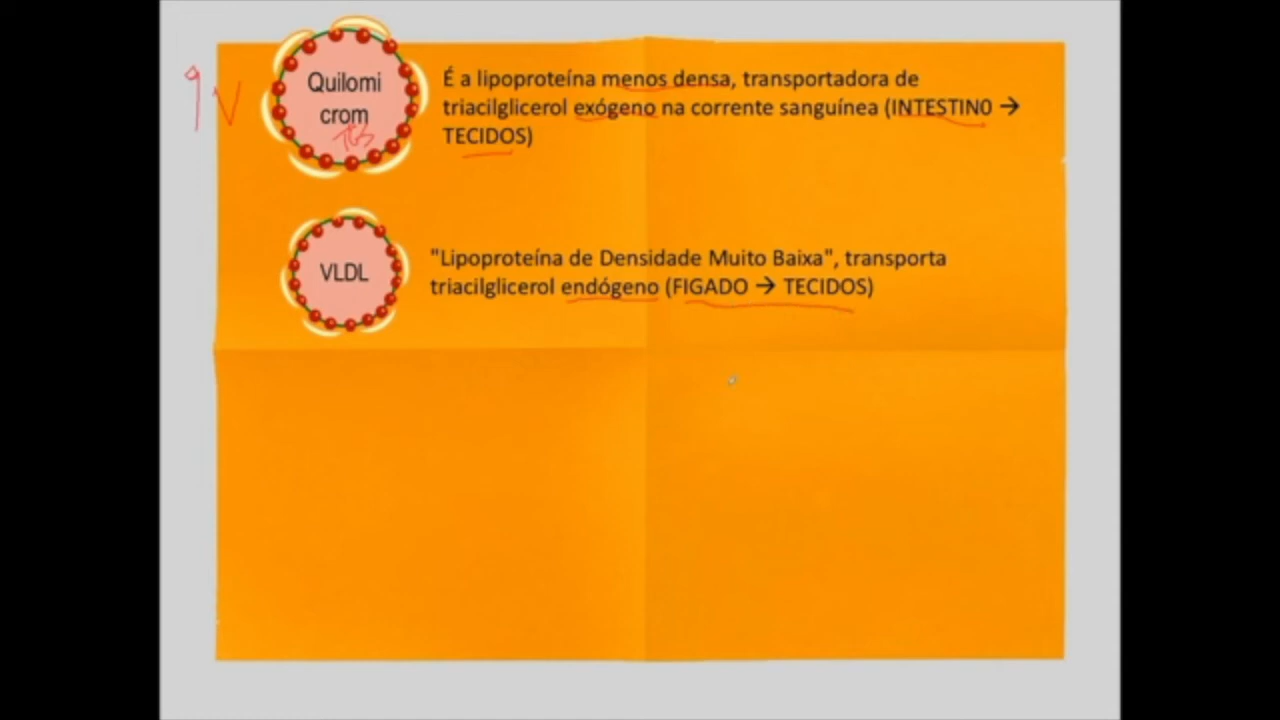 Quilomi
crom
É a lipoproteína menos densa, transportadora de
triacilglicerol exógeno na corrente sanguínea (INTESTIN0 →
TECIDOS)
VLDL
"Lipoproteína de Densidade Muito Baixa", transporta
triacilglicerol endógeno (FIGADO → TECIDOS)